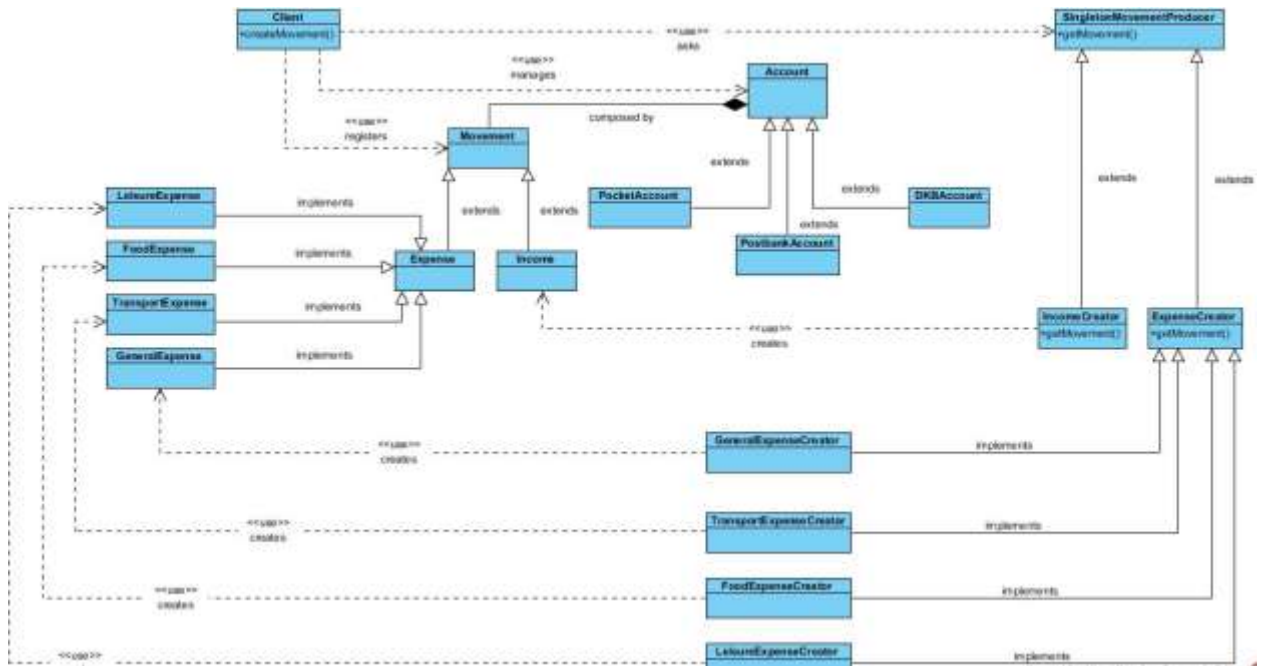 Client
+createMovement()
SingletonMovementProducer
+getMovement()
<<use>>
asks
<<use>>
manages
Account
composed by
<<use>>
registers
Movement
extends
extends
extends
extends
LeisureExpense
implements
PocketAccount
extends
DKBAccount
extends
extends
extends
PostbankAccount
FoodExpense
implements
Expense
Income
TransportExpense
implements
IncomeCreator
+getMovement()
ExpenseCreator
+getMovement()
<<use>>
creates
GeneralExpense
implements
<<use>>
creates
GeneralExpenseCreator
implements
<<use>>
creates
TransportExpenseCreator
implements
<<use>>
creates
FoodExpenseCreator
implements
<<use>>
LeisureExpenseCreator
implements